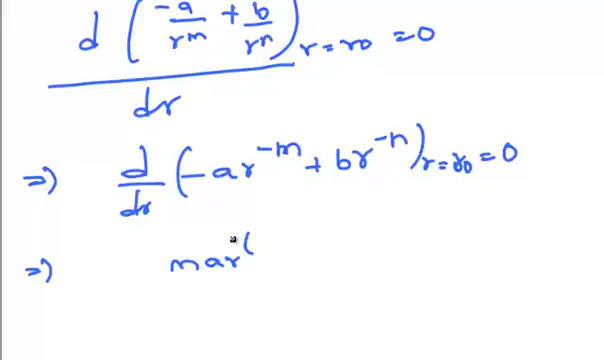 d (-a/r^m + b/r^n)_{r=r0} = 0
dr
=) d/dr (-ar^{-m} + br^{-n})_{r=r0} = 0
=) mar^(